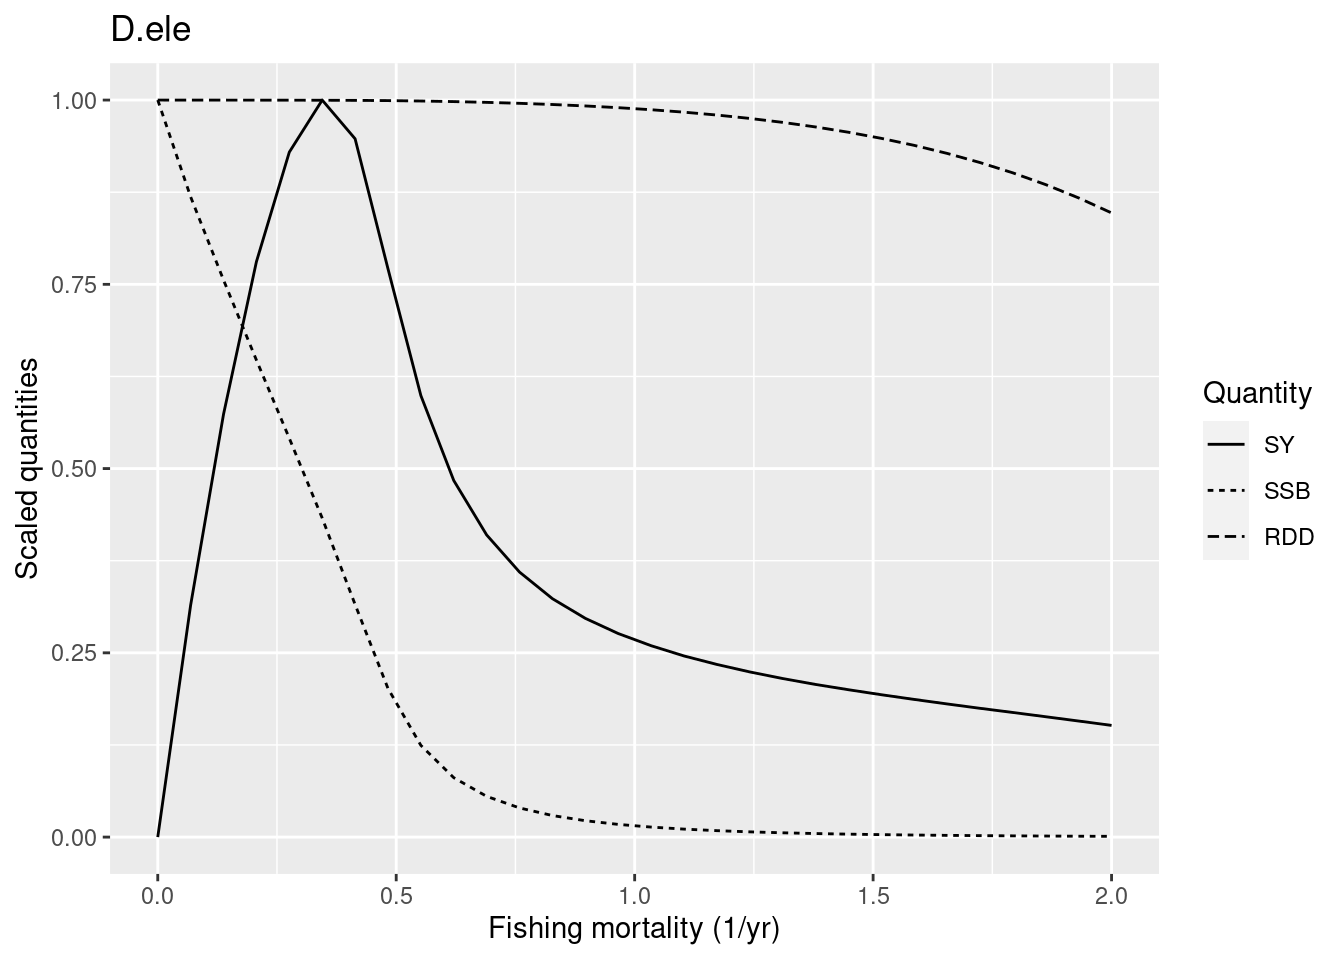 D.ele
Scaled quantities
1.00
0.75
0.50
0.25
0.00
0.0 0.5 1.0 1.5 2.0
Fishing mortality (1/yr)
Quantity
SY
SSB
RDD